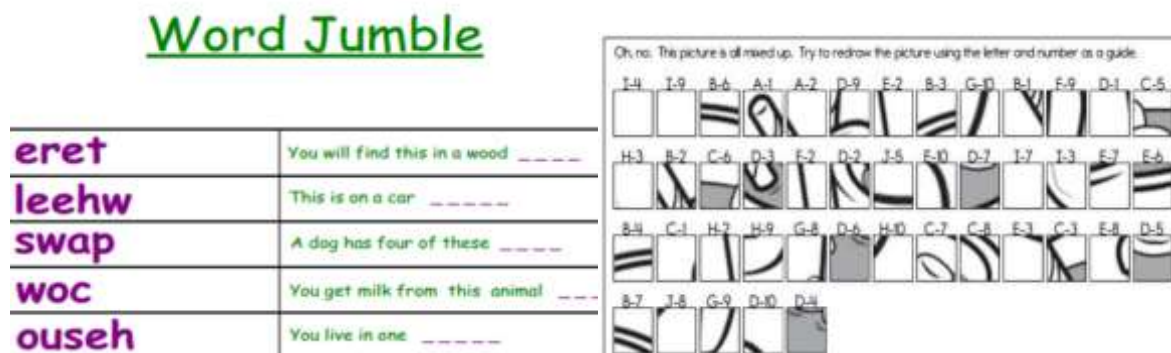 Word Jumble
eret You will find this in a wood _ _ _ _
leehw This is on a car _ _ _ _ _
swap A dog has four of these _ _ _ _
woc You get milk from this animal _ _ _
ouseh You live in one _ _ _ _ _
Oh, no. This picture is all mixed up. Try to redraw the picture using the letter and number as a guide.
I-4 I-9 B-6 A-1 A-2 D-9 E-2 B-3 G-10 B-1 F-9 D-1 C-5
H-3 B-2 C-6 D-3 F-2 D-2 J-5 F-10 D-7 I-7 I-3 E-7 E-6
B-4 C-1 H-2 H-9 G-8 D-6 H-10 C-7 C-8 E-3 C-3 E-8 D-5
B-7 J-8 G-9 D-10 D-4